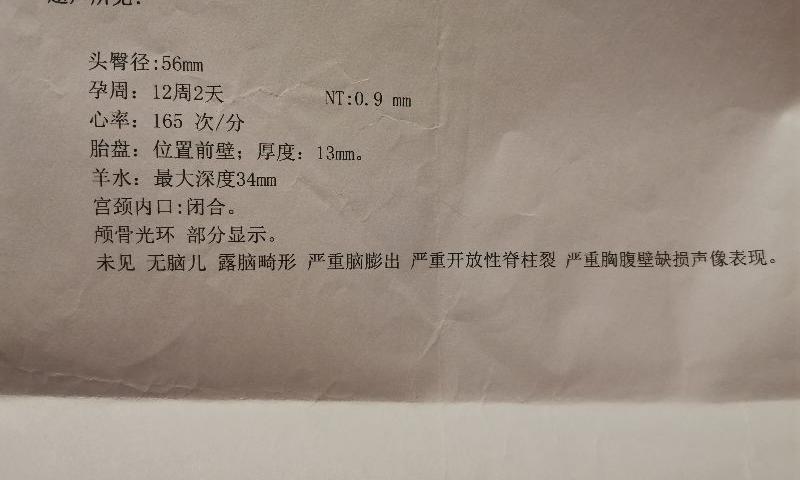 头臀径:56mm
孕周：12周2天 NT:0.9 mm
心率：165 次/分
胎盘：位置前壁；厚度：13mm。
羊水：最大深度34mm
宫颈内口:闭合。
颅骨光环 部分显示。
未见 无脑儿 露脑畸形 严重脑膨出 严重开放性脊柱裂 严重胸腹壁缺损声像表现。